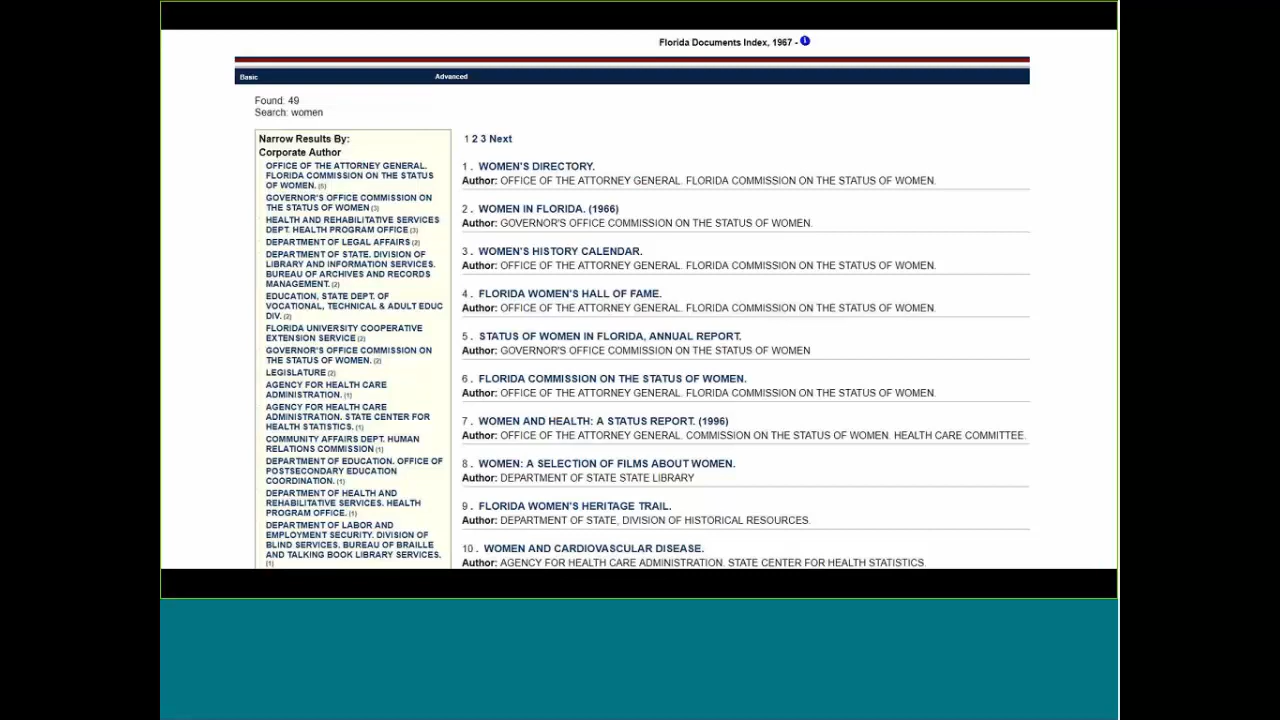 Florida Documents Index, 1967 -
Basic
Advanced
Found: 49
Search: women
Narrow Results By:
Corporate Author
OFFICE OF THE ATTORNEY GENERAL.
FLORIDA COMMISSION ON THE STATUS
OF WOMEN. (5)
GOVERNOR'S OFFICE COMMISSION ON
THE STATUS OF WOMEN (3)
HEALTH AND REHABILITATIVE SERVICES
DEPT. HEALTH PROGRAM OFFICE (3)
DEPARTMENT OF LEGAL AFFAIRS (2)
DEPARTMENT OF STATE. DIVISION OF
LIBRARY AND INFORMATION SERVICES.
BUREAU OF ARCHIVES AND RECORDS
MANAGEMENT. (2)
EDUCATION, STATE DEPT. OF
VOCATIONAL, TECHNICAL & ADULT EDUC
DIV. (2)
FLORIDA UNIVERSITY COOPERATIVE
EXTENSION SERVICE (2)
GOVERNOR'S OFFICE COMMISSION ON
THE STATUS OF WOMEN. (2)
LEGISLATURE (2)
AGENCY FOR HEALTH CARE
ADMINISTRATION. (1)
AGENCY FOR HEALTH CARE
ADMINISTRATION. STATE CENTER FOR
HEALTH STATISTICS. (1)
COMMUNITY AFFAIRS DEPT. HUMAN
RELATIONS COMMISSION (1)
DEPARTMENT OF EDUCATION. OFFICE OF
POSTSECONDARY EDUCATION
COORDINATION. (1)
DEPARTMENT OF HEALTH AND
REHABILITATIVE SERVICES. HEALTH
PROGRAM OFFICE. (1)
DEPARTMENT OF LABOR AND
EMPLOYMENT SECURITY. DIVISION OF
BLIND SERVICES. BUREAU OF BRAILLE
AND TALKING BOOK LIBRARY SERVICES.
(1)
1 2 3 Next
1 . WOMEN'S DIRECTORY.
Author: OFFICE OF THE ATTORNEY GENERAL. FLORIDA COMMISSION ON THE STATUS OF WOMEN.
2 . WOMEN IN FLORIDA. (1966)
Author: GOVERNOR'S OFFICE COMMISSION ON THE STATUS OF WOMEN.
3 . WOMEN'S HISTORY CALENDAR.
Author: OFFICE OF THE ATTORNEY GENERAL. FLORIDA COMMISSION ON THE STATUS OF WOMEN.
4 . FLORIDA WOMEN'S HALL OF FAME.
Author: OFFICE OF THE ATTORNEY GENERAL. FLORIDA COMMISSION ON THE STATUS OF WOMEN.
5 . STATUS OF WOMEN IN FLORIDA, ANNUAL REPORT.
Author: GOVERNOR'S OFFICE COMMISSION ON THE STATUS OF WOMEN
6 . FLORIDA COMMISSION ON THE STATUS OF WOMEN.
Author: OFFICE OF THE ATTORNEY GENERAL. FLORIDA COMMISSION ON THE STATUS OF WOMEN.
7 . WOMEN AND HEALTH: A STATUS REPORT. (1996)
Author: OFFICE OF THE ATTORNEY GENERAL. COMMISSION ON THE STATUS OF WOMEN. HEALTH CARE COMMITTEE.
8 . WOMEN: A SELECTION OF FILMS ABOUT WOMEN.
Author: DEPARTMENT OF STATE STATE LIBRARY
9 . FLORIDA WOMEN'S HERITAGE TRAIL.
Author: DEPARTMENT OF STATE, DIVISION OF HISTORICAL RESOURCES.
10 . WOMEN AND CARDIOVASCULAR DISEASE.
Author: AGENCY FOR HEALTH CARE ADMINISTRATION. STATE CENTER FOR HEALTH STATISTICS.